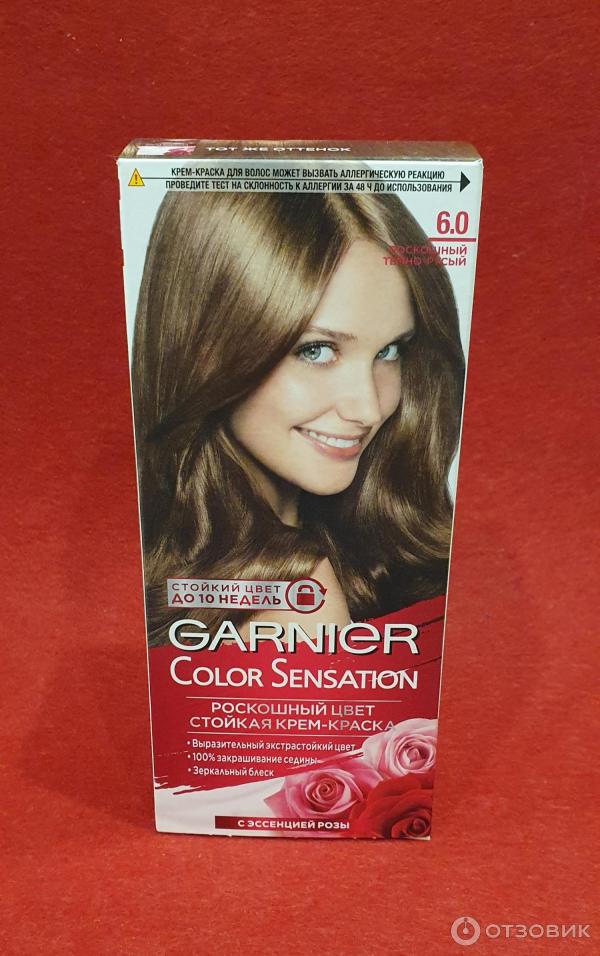 ТОТ ЖЕ ОТТЕНОК
КРЕМ-КРАСКА ДЛЯ ВОЛОС МОЖЕТ ВЫЗВАТЬ АЛЛЕРГИЧЕСКУЮ РЕАКЦИЮ
ПРОВЕДИТЕ ТЕСТ НА СКЛОННОСТЬ К АЛЛЕРГИИ ЗА 48 Ч ДО ИСПОЛЬЗОВАНИЯ
6.0
РОСКОШНЫЙ
ТЕМНО-РУСЫЙ
СТОЙКИЙ ЦВЕТ
ДО 10 НЕДЕЛЬ
GARNIER
COLOR SENSATION
РОСКОШНЫЙ ЦВЕТ
СТОЙКАЯ КРЕМ-КРАСКА
• Выразительный экстрастойкий цвет
• 100% закрашивание седины
• Зеркальный блеск
С ЭССЕНЦИЕЙ РОЗЫ
ОТЗОВИК